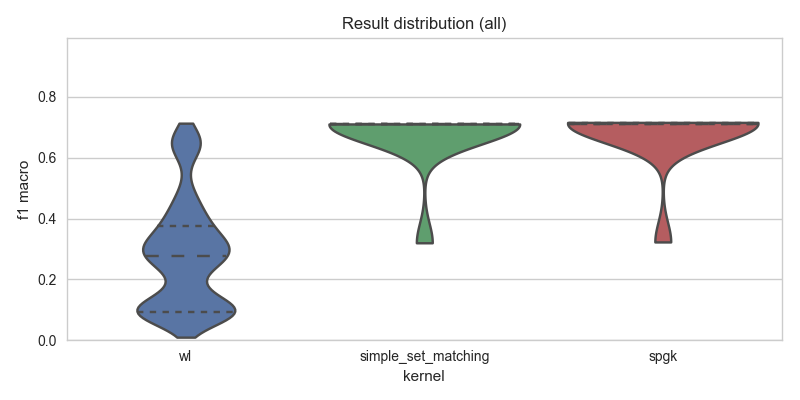 Result distribution (all)
f1 macro
0.8
0.6
0.4
0.2
0.0
wl simple_set_matching spgk
kernel